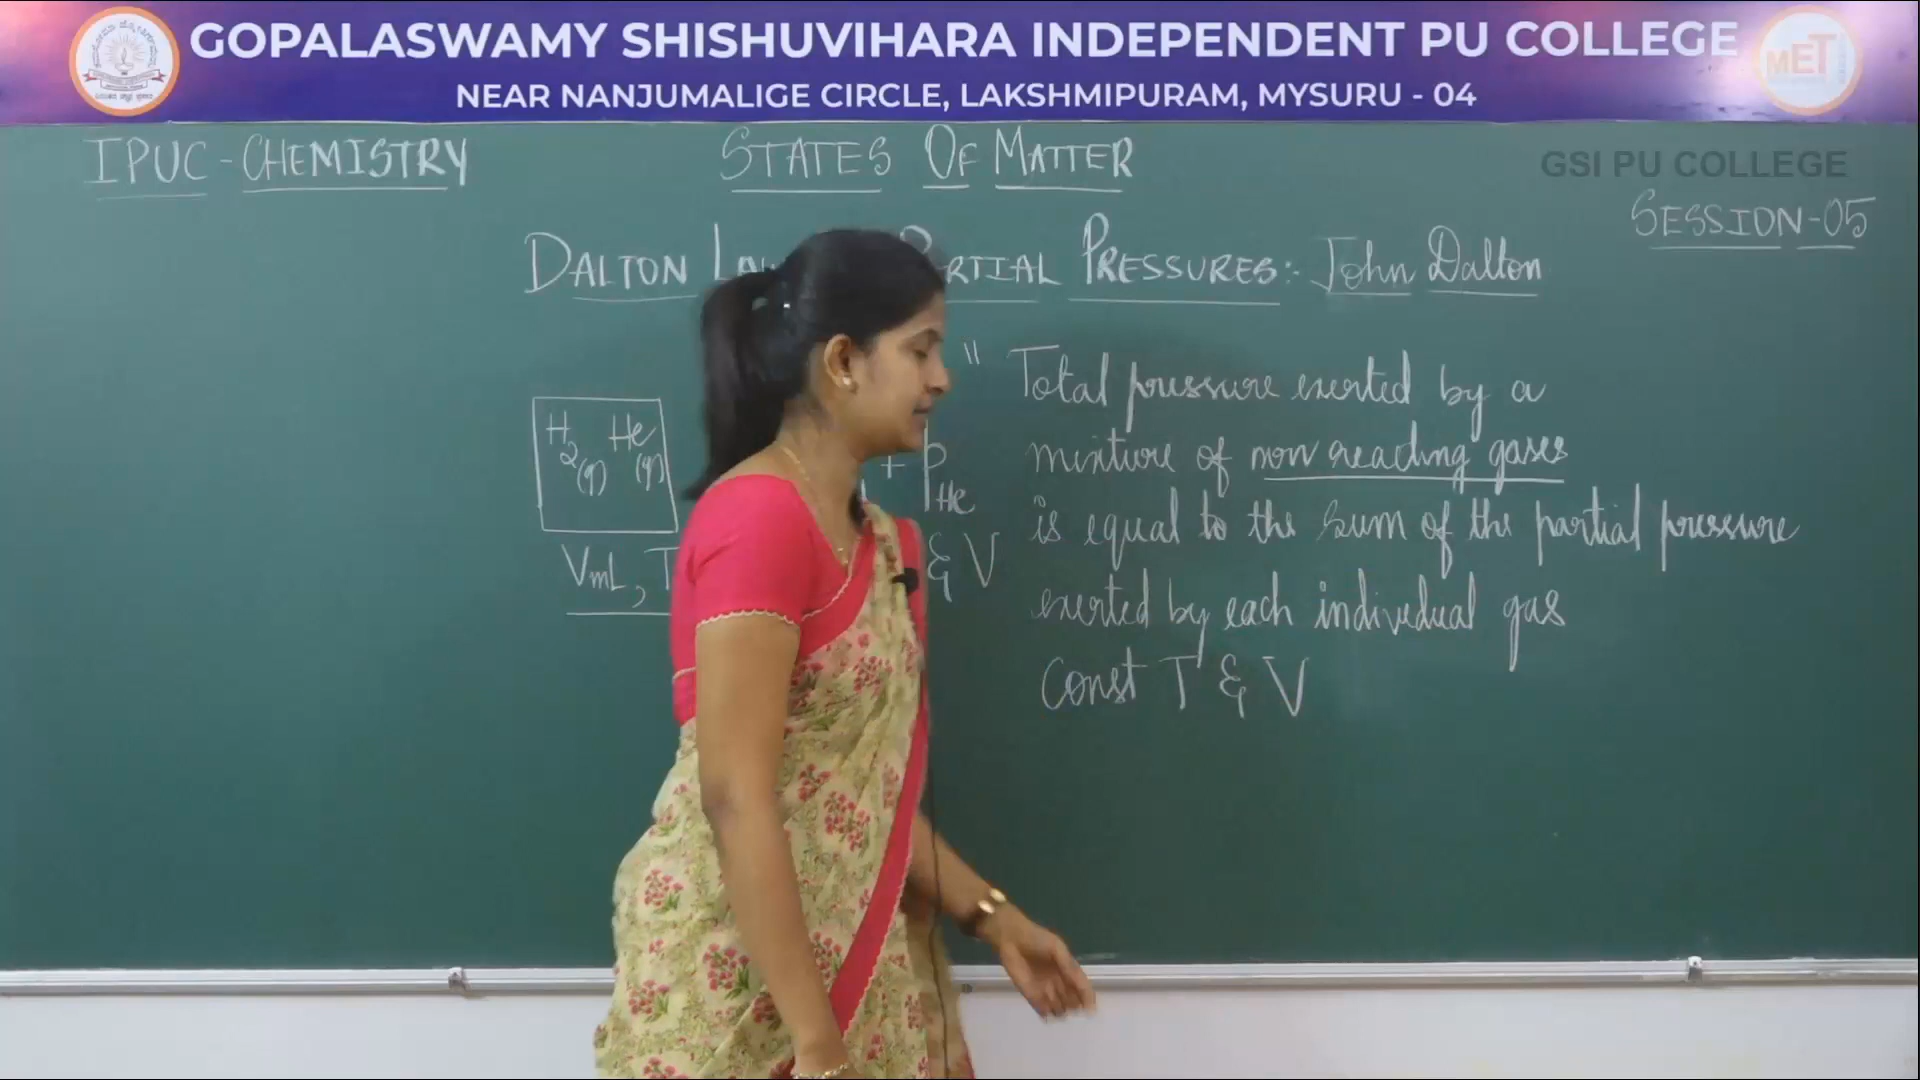 GOPALASWAMY SHISHUVIHARA INDEPENDENT PU COLLEGE
NEAR NANJUMALIGE CIRCLE, LAKSHMIPURAM, MYSURU - 04
MET
IPUC - CHEMISTRY
STATES OF MATTER
GSI PU COLLEGE
SESSION-05
DALTON PRESSURES:- John Dalton
" Total pressure exerted by a
mixture of non reacting gases
is equal to the sum of the partial pressure
exerted by each individual gas
Const T & V
H2(g) He(g)
+ PHe
VmL, T
& V